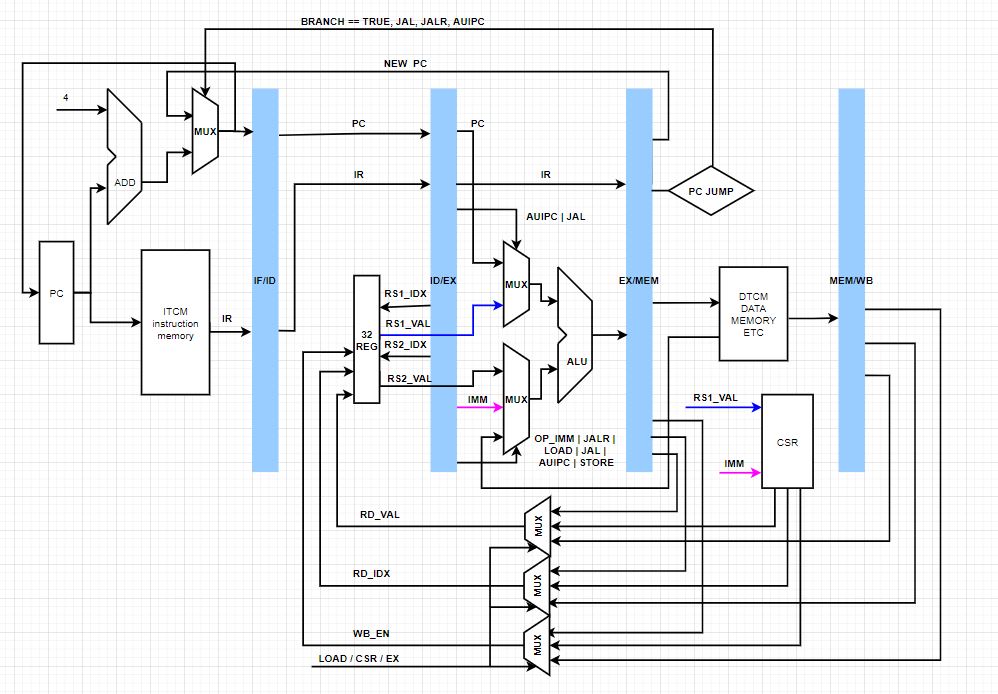 BRANCH == TRUE, JAL, JALR, AUIPC
NEW PC
4
MUX
ADD
PC
PC
IR
IR
AUIPC | JAL
PC JUMP
PC
ITCM
instruction
memory
IR
IF/ID
ID/EX
EX/MEM
MEM/WB
RS1_IDX
RS1_VAL
RS2_IDX
RS2_VAL
32
REG
MUX
MUX
IMM
ALU
OP_IMM | JALR |
LOAD | JAL |
AUIPC | STORE
DTCM
DATA
MEMORY
ETC
RS1_VAL
CSR
IMM
RD_VAL
MUX
RD_IDX
MUX
WB_EN
MUX
LOAD / CSR / EX